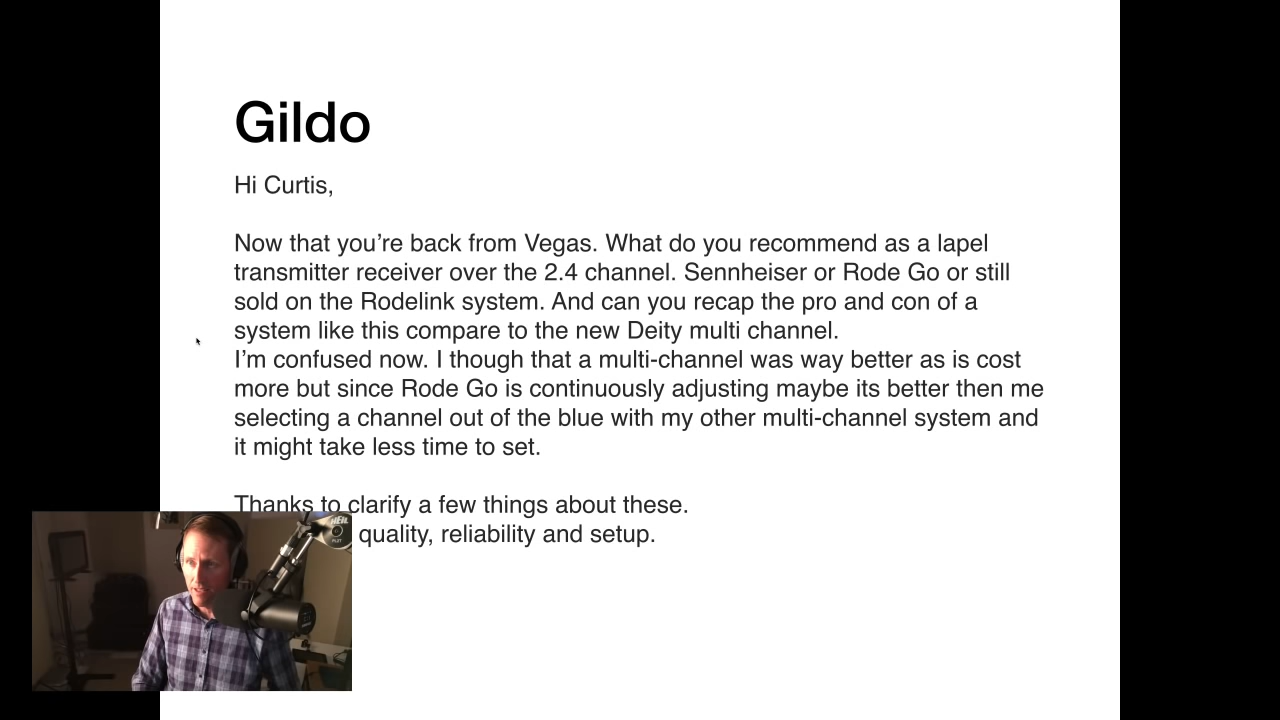 Gildo
Hi Curtis,
Now that you’re back from Vegas. What do you recommend as a lapel
transmitter receiver over the 2.4 channel. Sennheiser or Rode Go or still
sold on the Rodelink system. And can you recap the pro and con of a
system like this compare to the new Deity multi channel.
I’m confused now. I though that a multi-channel was way better as is cost
more but since Rode Go is continuously adjusting maybe its better then me
selecting a channel out of the blue with my other multi-channel system and
it might take less time to set.
Thanks to clarify a few things about these.
quality, reliability and setup.
HEIL